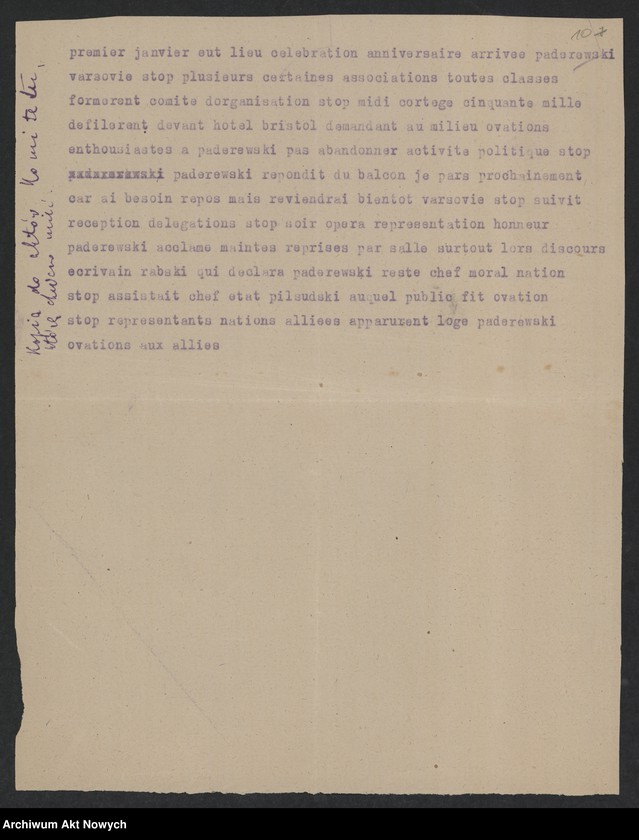 107
premier janvier eut lieu celebration anniversaire arrivee paderewski
varsovie stop plusieurs certaines associations toutes classes
formerent comite dorganisation stop midi cortege cinquante mille
defilerent devant hotel bristol demandant au milieu ovations
enthousiastes a paderewski pas abandonner activite politique stop
paderewski repondit du balcon je pars prochainement
car ai besoin repos mais reviendrai bientot varsovie stop suivit
reception delegations stop soir opera representation honneur
paderewski acclame maintes reprises par salle surtout lors discours
ecrivain rabski qui declara paderewski reste chef moral nation
stop assistait chef etat pilsudski auquel public fit ovation
stop representants nations alliees apparurent loge paderewski
ovations aux allies
Kopia do aktów Komitetu,
Archiwum Akt Nowych